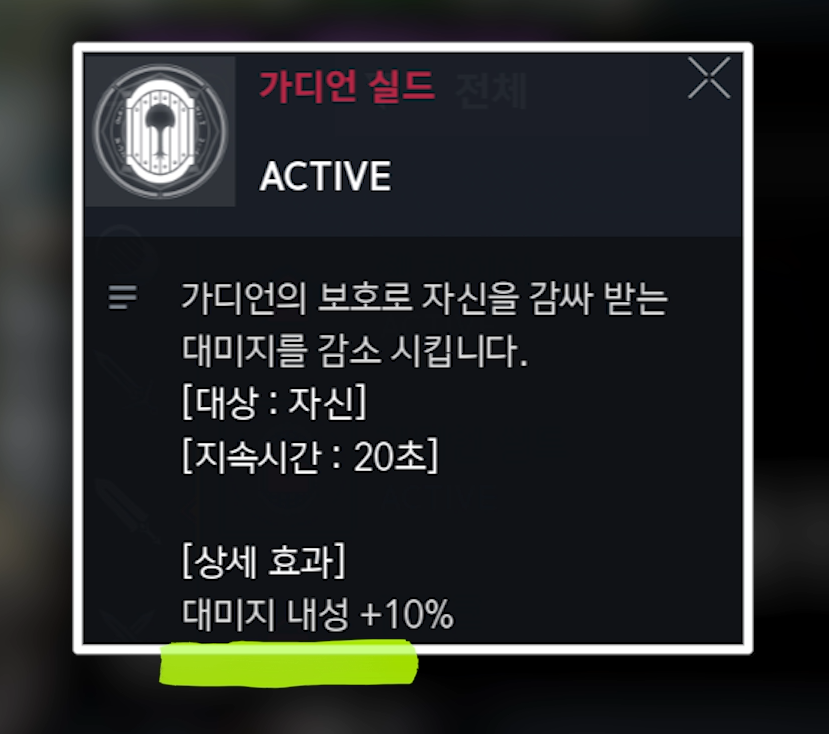 가디언 실드 전체
ACTIVE
가디언의 보호로 자신을 감싸 받는
대미지를 감소 시킵니다.
[대상 : 자신]
[지속시간 : 20초]
[상세 효과]
대미지 내성 +10%